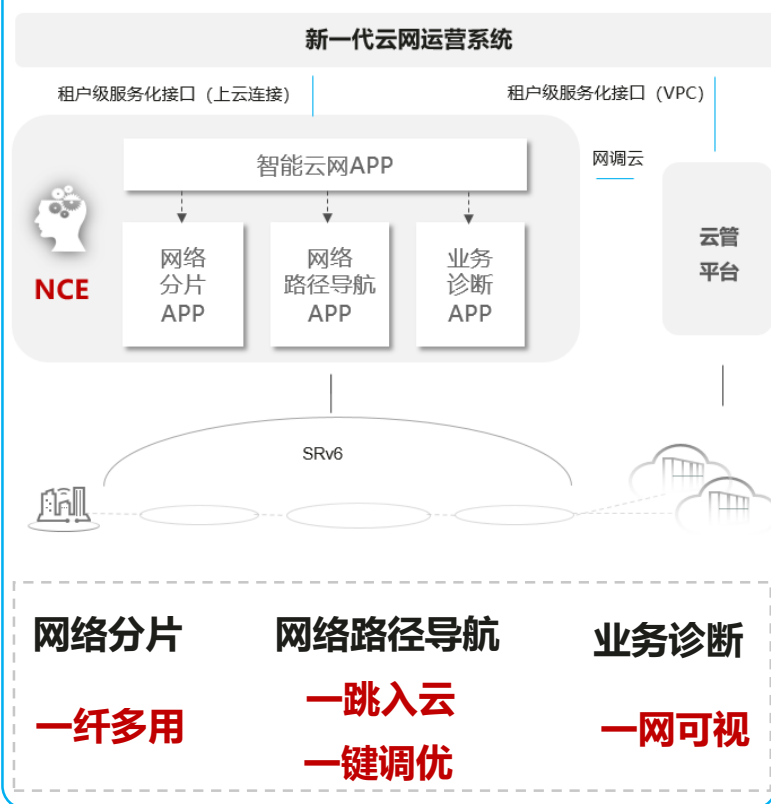 新一代云网运营系统
租户级服务化接口（上云连接）
租户级服务化接口（VPC）
网调云
智能云网APP
NCE
网络
分片
APP
网络
路径导航
APP
业务
诊断
APP
云管
平台
SRv6
网络分片
一纤多用
网络路径导航
一跳入云
一键调优
业务诊断
一网可视